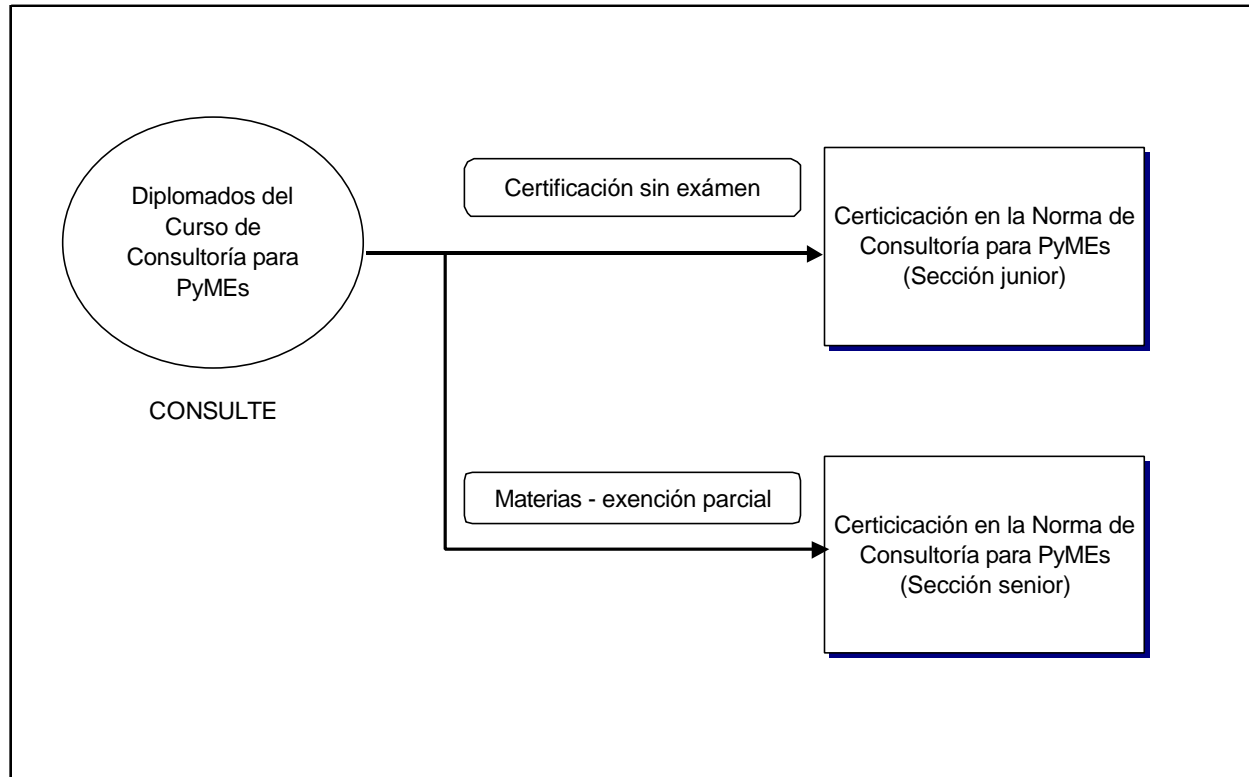 Diplomados del
Curso de
Consultoría para
PyMEs
CONSULTE
Certificación sin exámen
Certicicación en la Norma de
Consultoría para PyMEs
(Sección junior)
Materias - exención parcial
Certicicación en la Norma de
Consultoría para PyMEs
(Sección senior)